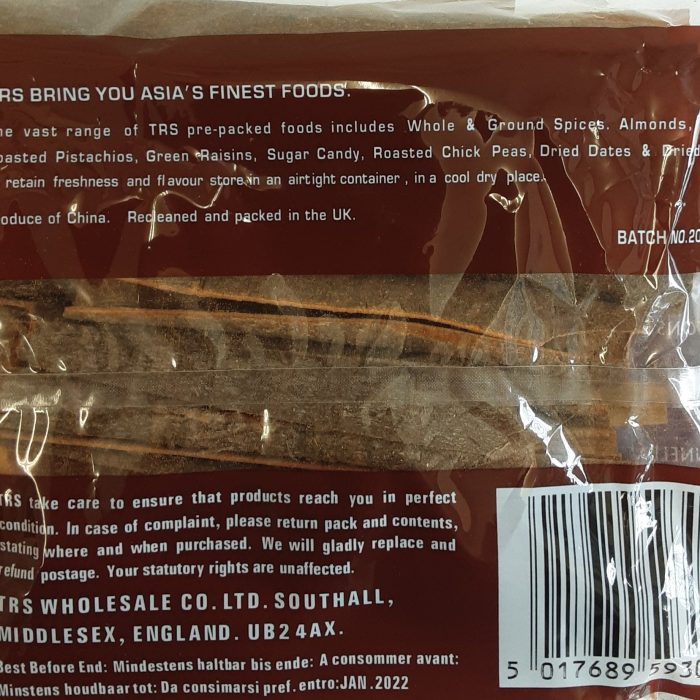 RS BRING YOU ASIA'S FINEST FOODS.
he vast range of TRS pre-packed foods includes Whole & Ground Spices. Almonds,
oasted Pistachios, Green Raisins, Sugar Candy, Roasted Chick Peas, Dried Dates & Dried
retain freshness and flavour store in an airtight container, in a cool dry place.
oduce of China. Recleaned and packed in the UK.
BATCH NO.20
TRS take care to ensure that products reach you in perfect
condition. In case of complaint, please return pack and contents,
stating where and when purchased. We will gladly replace and
refund postage. Your statutory rights are unaffected.
TRS WHOLESALE CO. LTD. SOUTHALL,
MIDDLESEX, ENGLAND. UB2 4AX.
Best Before End: Mindestens haltbar bis ende: A consommer avant:
Minstens houdbaar tot: Da consimarsi pref. entro: JAN .2022
5 017689 5930